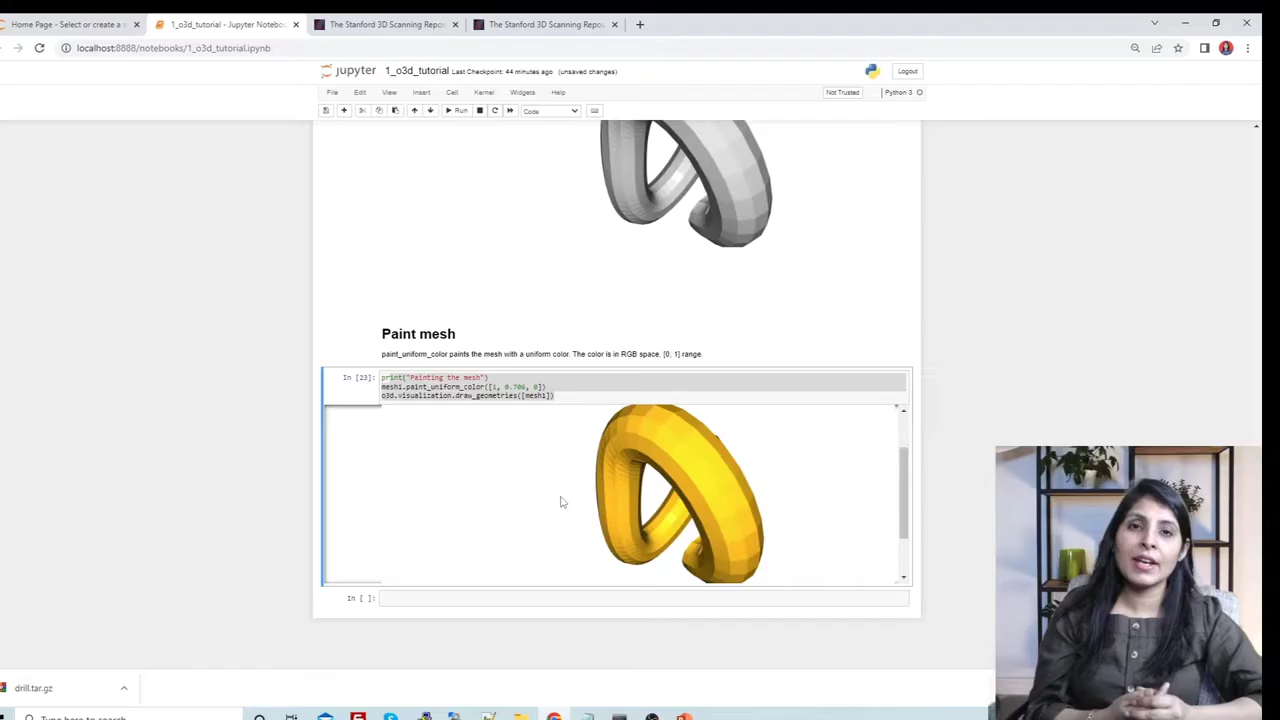 Home Page - Select or create a n
1_o3d_tutorial - Jupyter Notebo
The Stanford 3D Scanning Repo
The Stanford 3D Scanning Repo
localhost:8888/notebooks/1_o3d_tutorial.ipynb
jupyter 1_o3d_tutorial Last Checkpoint: 44 minutes ago (unsaved changes)
Logout
File Edit View Insert Cell Kernel Widgets Help
Not Trusted
Python 3
Run
Code
Paint mesh
paint_uniform_color paints the mesh with a uniform color. The color is in RGB space, [0, 1] range.
In [23]: print("Painting the mesh")
mesh1.paint_uniform_color([1, 0.706, 0])
o3d.visualization.draw_geometries([mesh1])
In [ ]:
drill.tar.gz
Type here to search